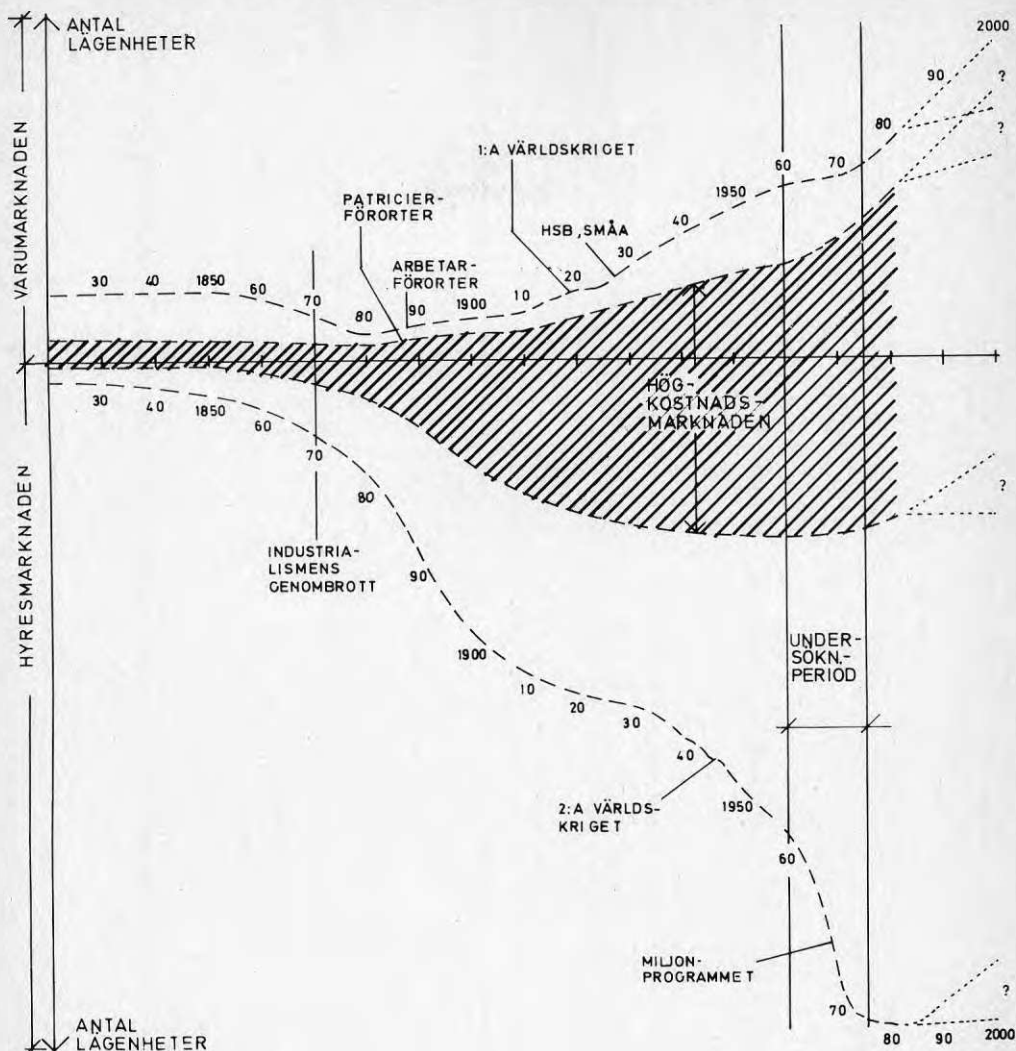 ANTAL
LÄGENHETER
VARUMARKNADEN
HYRESMARKNADEN
2000
90
?
80
?
1:A VÄRLDSKRIGET
60
70
1950
PATRICIER-
FÖRORTER
HSB, SMÅA
40
30
20
ARBETAR-
FÖRORTER
30
40
1850
60
70
80
90
1900
10
HÖG-
KOSTNADS-
MARKNADEN
30
40
1850
60
70
80
?
INDUSTRIA-
LISMENS
GENOMBROTT
90
1900
10
20
30
40
UNDER-
SÖKN.-
PERIOD
2:A VÄRLDS-
KRIGET
1950
60
MILJON-
PROGRAMMET
?
70
80
90
2000
ANTAL
LÄGENHETER